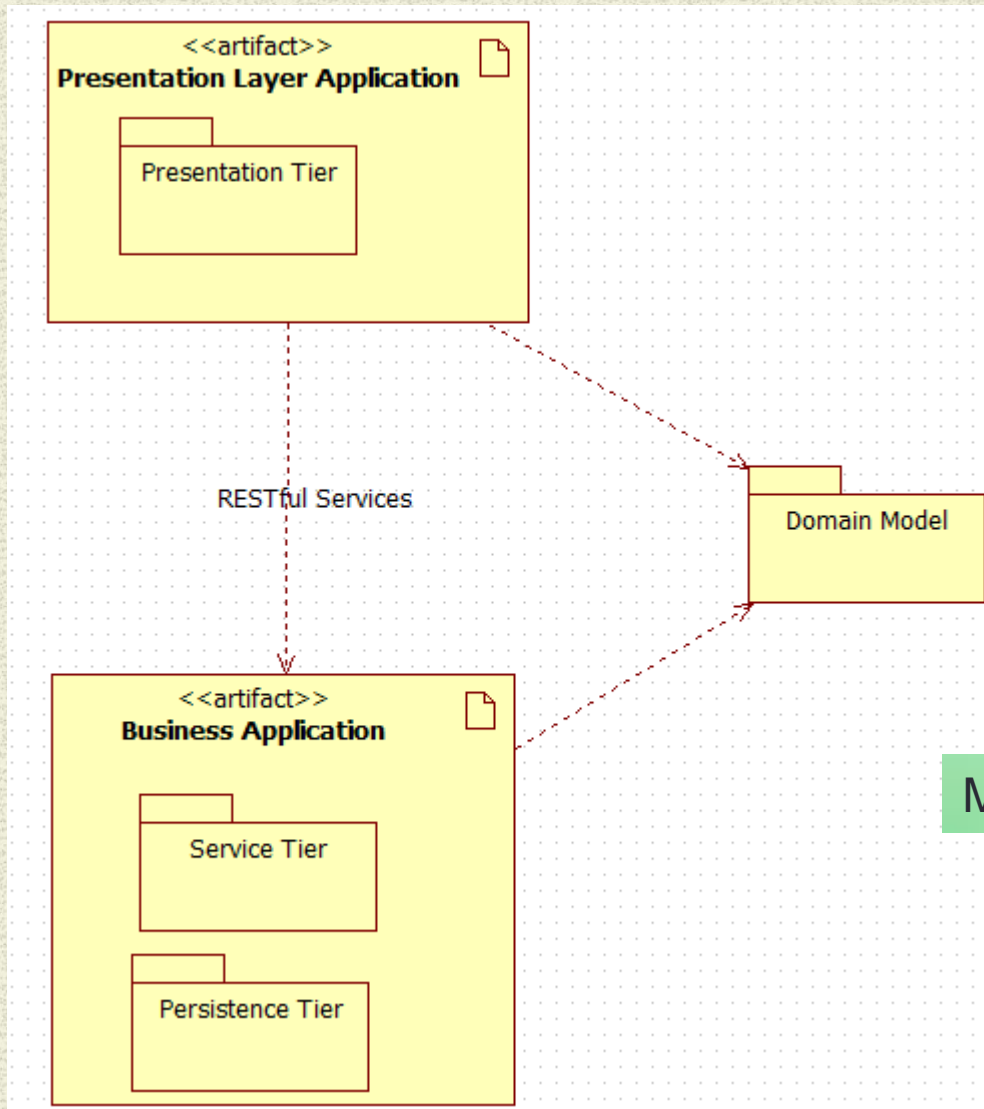 <<artifact>>
Presentation Layer Application
Presentation Tier
RESTful Services
Domain Model
<<artifact>>
Business Application
M
Service Tier
Persistence Tier